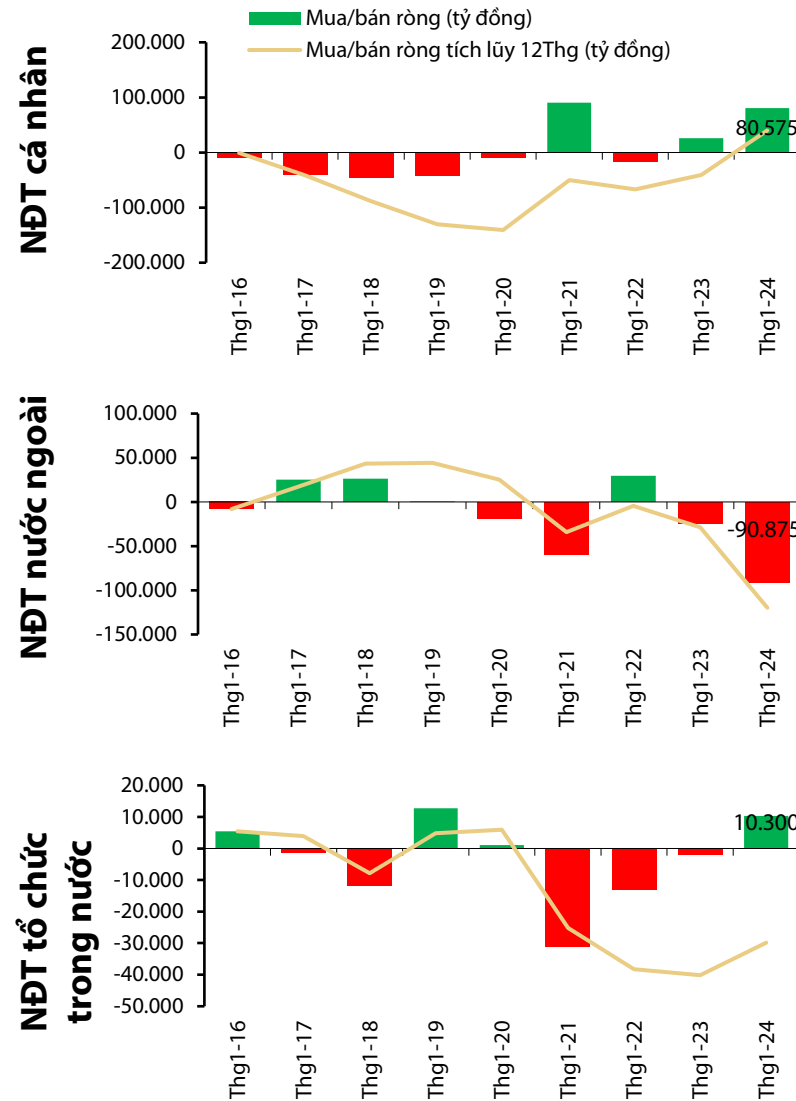 Mua/bán ròng (tỷ đồng)
Mua/bán ròng tích lũy 12Thg (tỷ đồng)
NĐT cá nhân
200.000
100.000
0
-100.000
-200.000
80.575
Thg1-16
Thg1-17
Thg1-18
Thg1-19
Thg1-20
Thg1-21
Thg1-22
Thg1-23
Thg1-24
NĐT nước ngoài
100.000
50.000
0
-50.000
-100.000
-150.000
-90.875
Thg1-16
Thg1-17
Thg1-18
Thg1-19
Thg1-20
Thg1-21
Thg1-22
Thg1-23
Thg1-24
NĐT tổ chức
trong nước
20.000
10.000
0
-10.000
-20.000
-30.000
-40.000
-50.000
10.300
Thg1-16
Thg1-17
Thg1-18
Thg1-19
Thg1-20
Thg1-21
Thg1-22
Thg1-23
Thg1-24